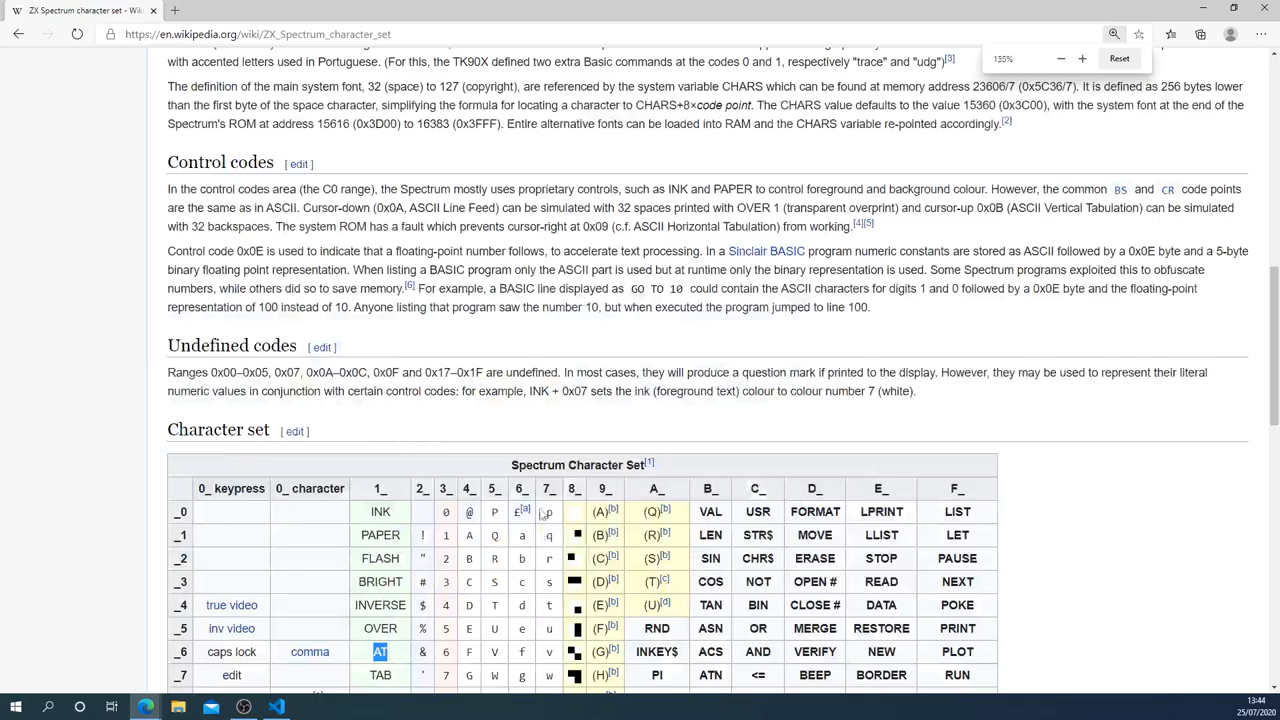 ZX Spectrum character set - Wiki
https://en.wikipedia.org/wiki/ZX_Spectrum_character_set
155%
Reset
with accented letters used in Portuguese. (For this, the TK90X defined two extra Basic commands at the codes 0 and 1, respectively "trace" and "udg")[3]
The definition of the main system font, 32 (space) to 127 (copyright), are referenced by the system variable CHARS which can be found at memory address 23606/7 (0x5C36/7). It is defined as 256 bytes lower
than the first byte of the space character, simplifying the formula for locating a character to CHARS+8×code point. The CHARS value defaults to the value 15360 (0x3C00), with the system font at the end of the
Spectrum's ROM at address 15616 (0x3D00) to 16383 (0x3FFF). Entire alternative fonts can be loaded into RAM and the CHARS variable re-pointed accordingly.[2]
Control codes [ edit ]
In the control codes area (the C0 range), the Spectrum mostly uses proprietary controls, such as INK and PAPER to control foreground and background colour. However, the common BS and CR code points
are the same as in ASCII. Cursor-down (0x0A, ASCII Line Feed) can be simulated with 32 spaces printed with OVER 1 (transparent overprint) and cursor-up 0x0B (ASCII Vertical Tabulation) can be simulated
with 32 backspaces. The system ROM has a fault which prevents cursor-right at 0x09 (c.f. ASCII Horizontal Tabulation) from working.[4][5]
Control code 0x0E is used to indicate that a floating-point number follows, to accelerate text processing. In a Sinclair BASIC program numeric constants are stored as ASCII followed by a 0x0E byte and a 5-byte
binary floating point representation. When listing a BASIC program only the ASCII part is used but at runtime only the binary representation is used. Some Spectrum programs exploited this to obfuscate
numbers, while others did so to save memory.[6] For example, a BASIC line displayed as GO TO 10 could contain the ASCII characters for digits 1 and 0 followed by a 0x0E byte and the floating-point
representation of 100 instead of 10. Anyone listing that program saw the number 10, but when executed the program jumped to line 100.
Undefined codes [ edit ]
Ranges 0x00–0x05, 0x07, 0x0A–0x0C, 0x0F and 0x17–0x1F are undefined. In most cases, they will produce a question mark if printed to the display. However, they may be used to represent their literal
numeric values in conjunction with certain control codes: for example, INK + 0x07 sets the ink (foreground text) colour to colour number 7 (white).
Character set [ edit ]
Spectrum Character Set[1]
0_ keypress 0_ character 1_ 2_ 3_ 4_ 5_ 6_ 7_ 8_ 9_ A_ B_ C_ D_ E_ F_
_0 INK 0 @ P £[a] p (A)[b] (Q)[b] VAL USR FORMAT LPRINT LIST
_1 PAPER ! 1 A Q a q ▝ (B)[b] (R)[b] LEN STR$ MOVE LLIST LET
_2 FLASH " 2 B R b r ▘ (C)[b] (S)[b] SIN CHR$ ERASE STOP PAUSE
_3 BRIGHT # 3 C S c s ▀ (D)[b] (T)[c] COS NOT OPEN # READ NEXT
_4 true video INVERSE $ 4 D T d t ▗ (E)[b] (U)[d] TAN BIN CLOSE # DATA POKE
_5 inv video OVER % 5 E U e u ▐ (F)[b] RND ASN OR MERGE RESTORE PRINT
_6 caps lock comma AT & 6 F V f v ▚ (G)[b] INKEY$ ACS AND VERIFY NEW PLOT
_7 edit TAB ' 7 G W g w ▜ (H)[b] PI ATN <= BEEP BORDER RUN
13:44
25/07/2020